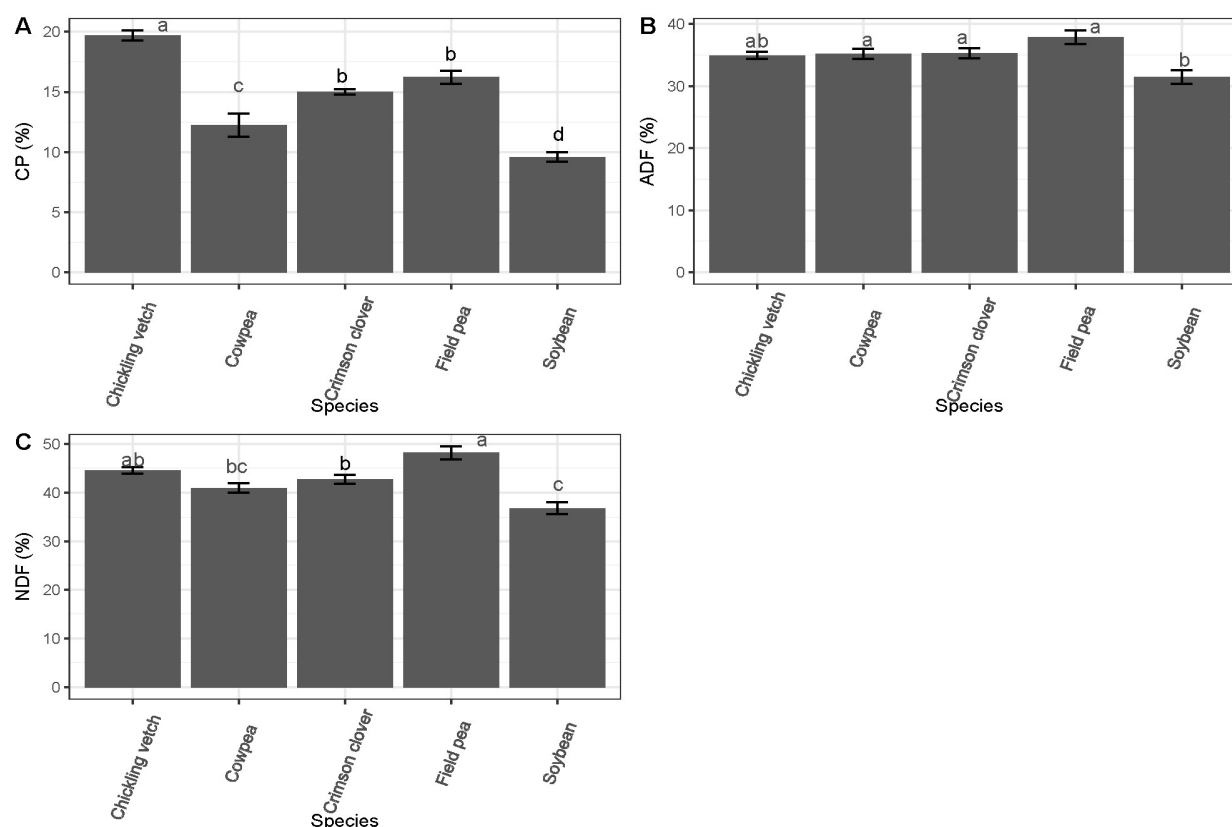 A
CP (%)
20
15
10
5
0
a
c
b
b
d
Chickling vetch
Cowpea
Crimson clover
Field pea
Soybean
Species
B
ADF (%)
40
30
20
10
0
ab
a
a
a
b
Chickling vetch
Cowpea
Crimson clover
Field pea
Soybean
Species
C
NDF (%)
50
40
30
20
10
0
ab
bc
b
a
c
Chickling vetch
Cowpea
Crimson clover
Field pea
Soybean
Species